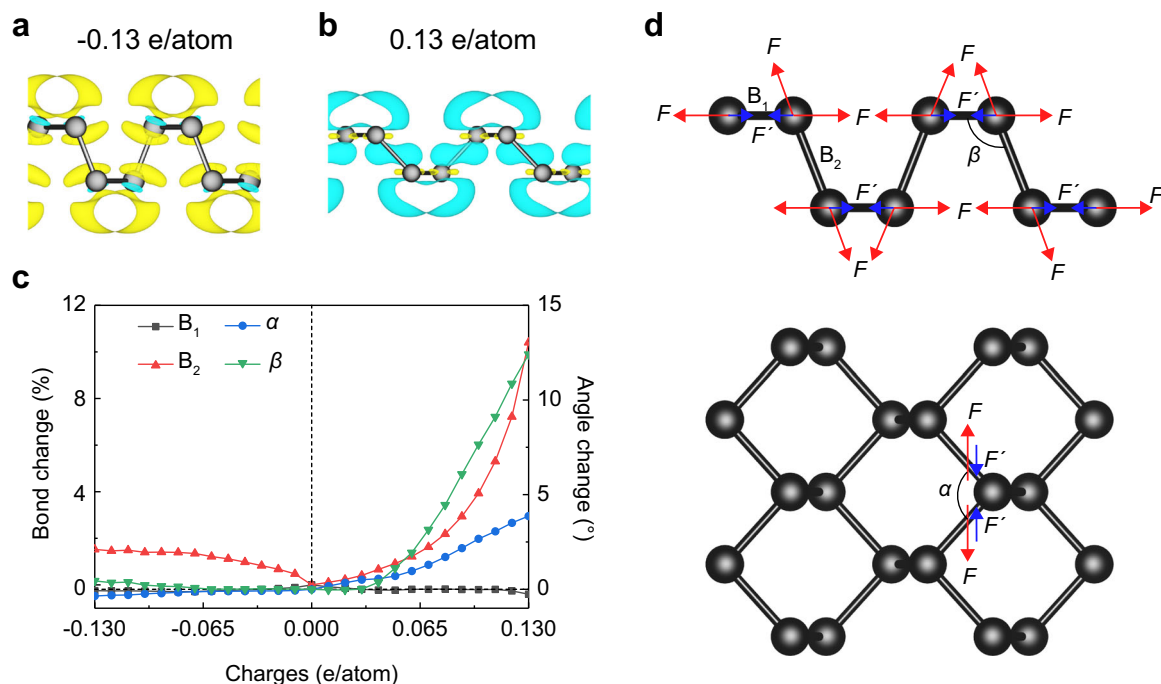 a
-0.13 e/atom
b
0.13 e/atom
c
12
8
4
0
Bond change (%)
B₁
α
B₂
β
15
10
5
0
Angle change (°)
-0.130
-0.065
0.000
0.065
0.130
Charges (e/atom)
d
F
F
F
F
B₁
F´
F
F´
F
F
B₂
β
F´
F
F
F´
F
F
F
F
F
F´
α
F´
F